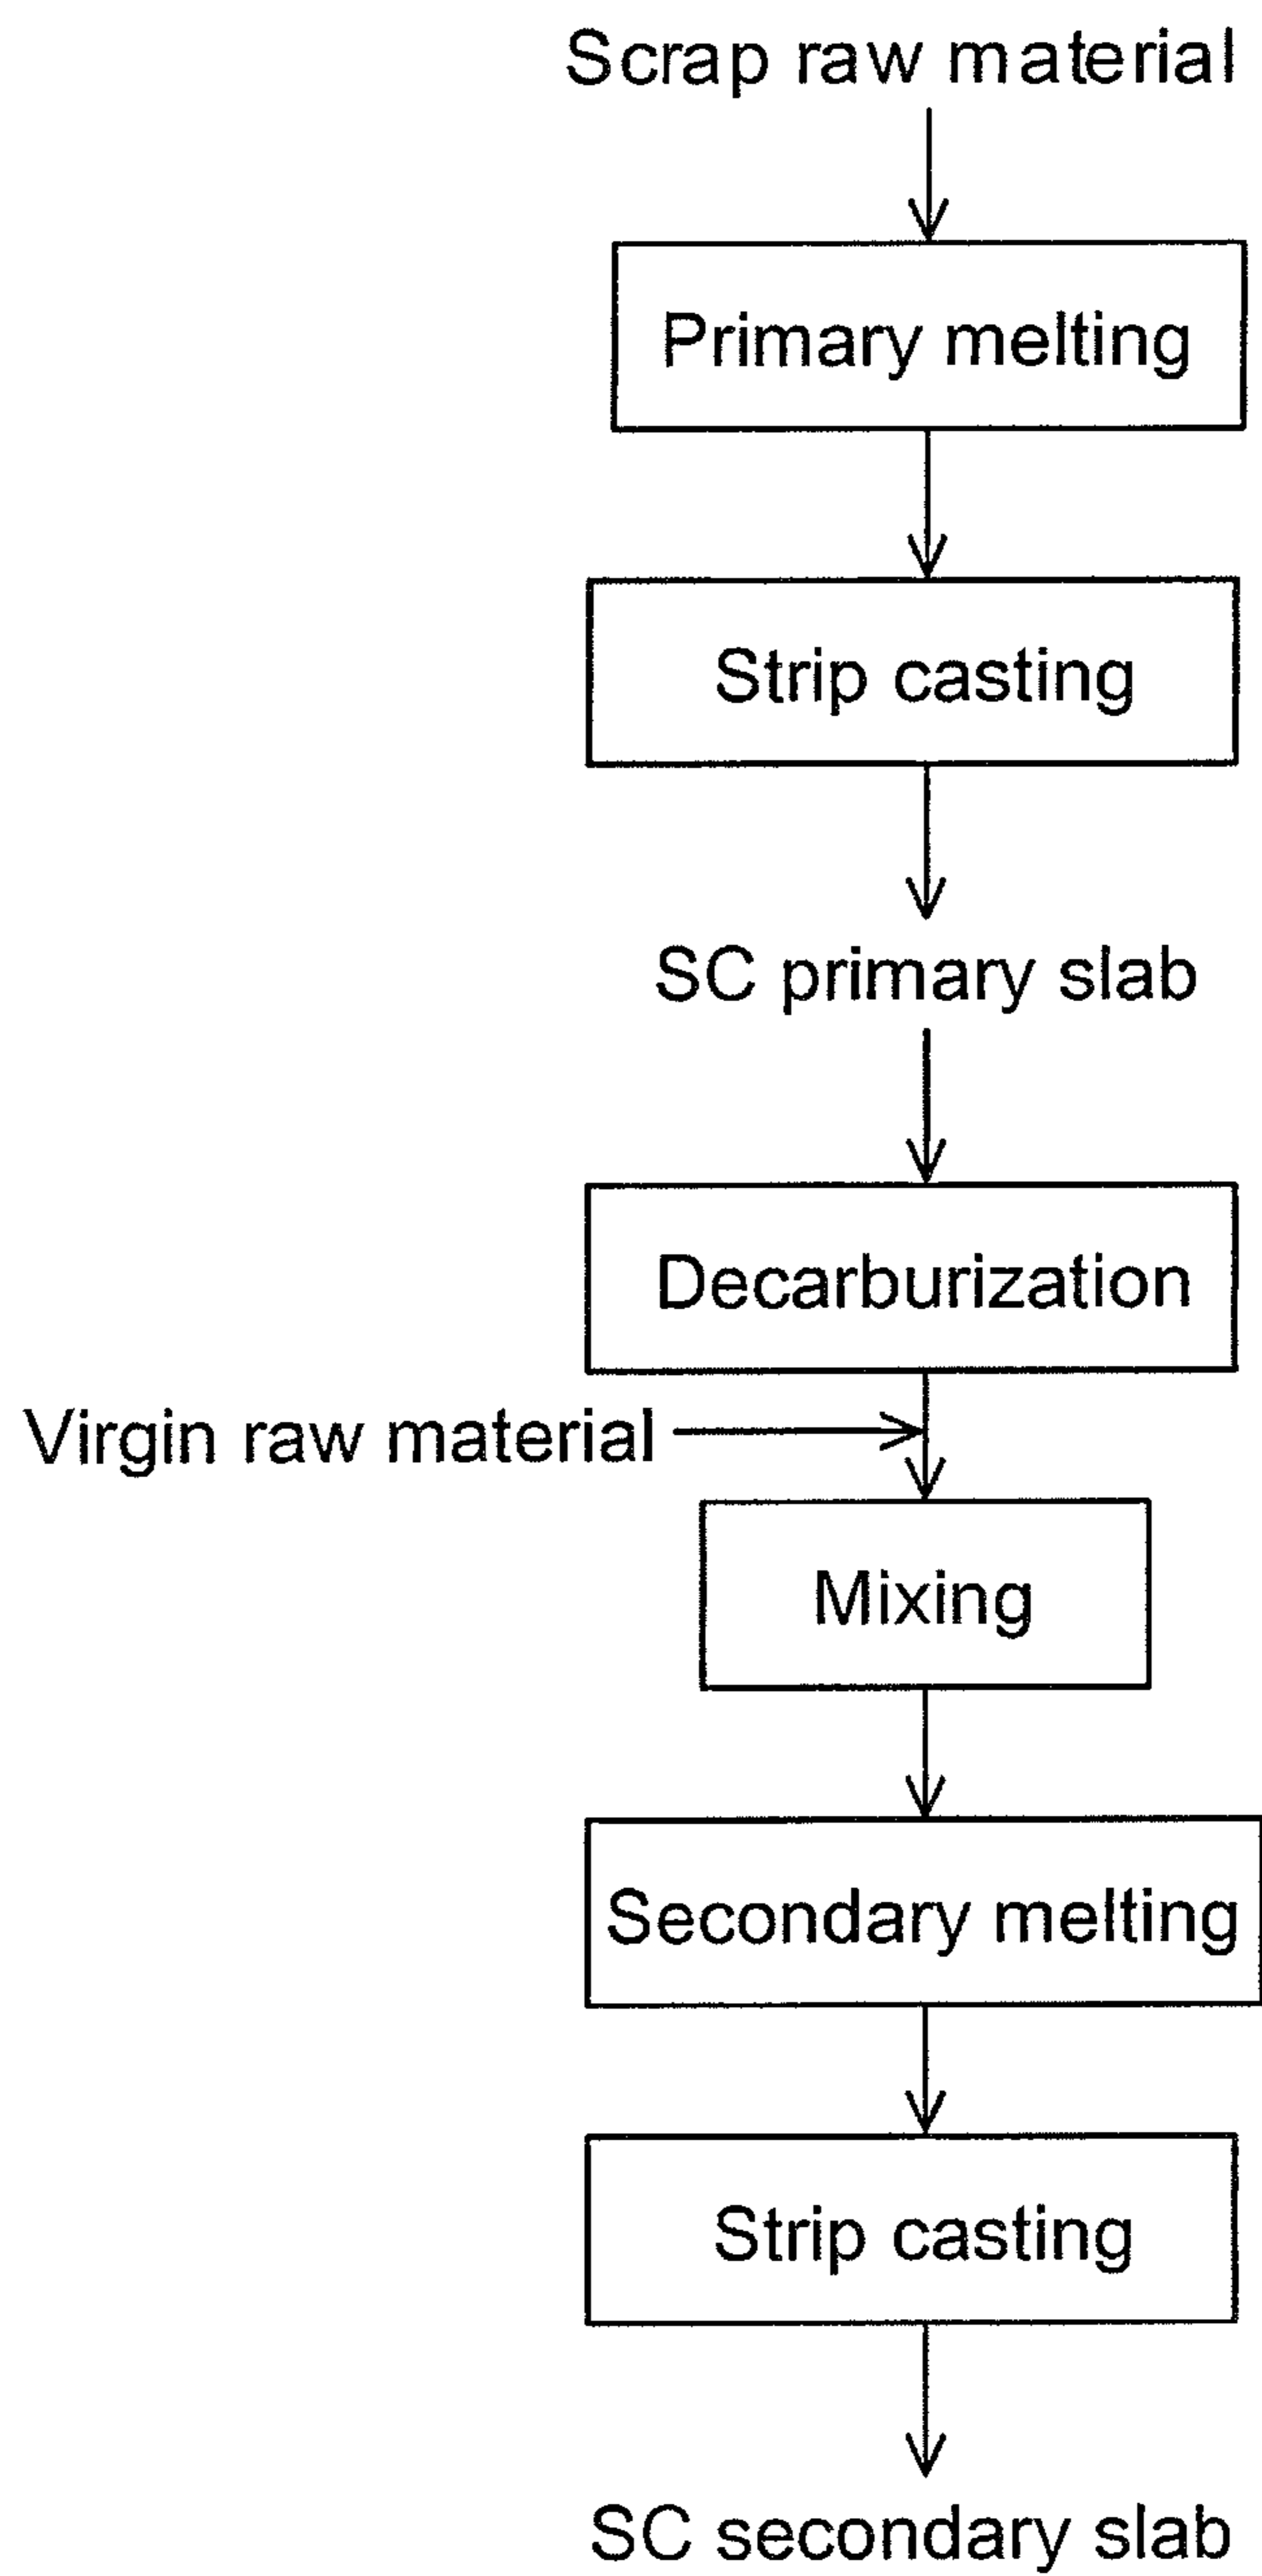 Scrap raw material
Primary melting
Strip casting
SC primary slab
Decarburization
Virgin raw material
Mixing
Secondary melting
Strip casting
SC secondary slab